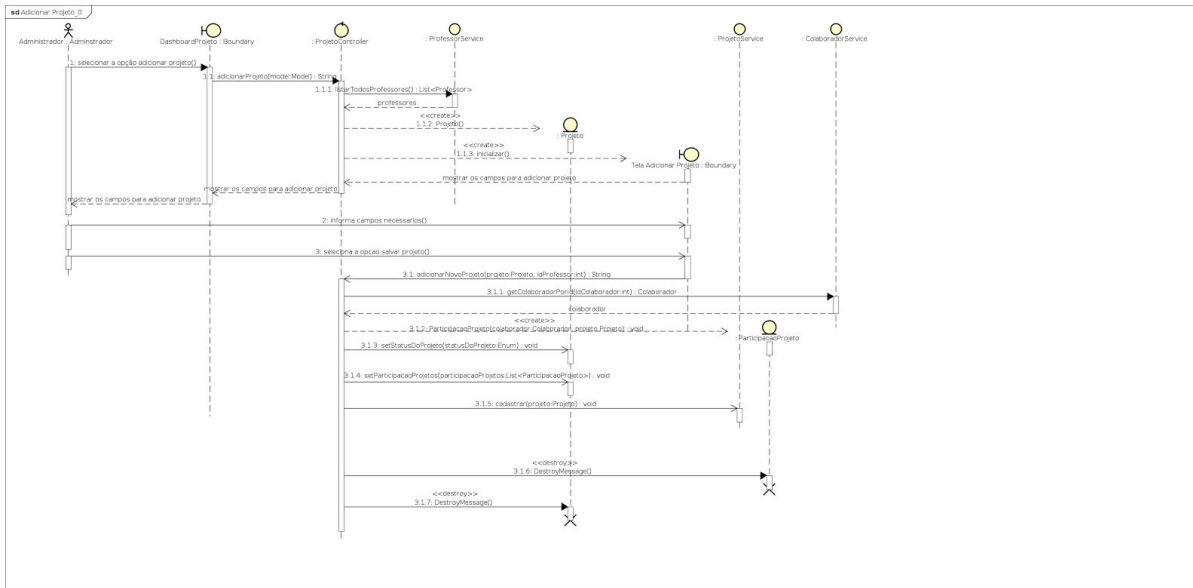 sd Adicionar Projeto_0
Administrador : Adminstrador
DashboardProjeto : Boundary
: ProjetoController
: ProfessorService
: ProjetoService
: ColaboradorService
1: selecionar a opção adicionar projeto()
1.1: adicionarProjeto(model:Model) : String
1.1.1: listarTodosProfessores() : List<Professor>
professores
<<create>>
1.1.2: Projeto()
: Projeto
<<create>>
1.1.3: inicializar()
Tela Adicionar Projeto : Boundary
mostrar os campos para adicionar projeto
mostrar os campos para adicionar projeto
mostrar os campos para adicionar projeto
2: informa campos necessarios()
3: seleciona a opcao salvar projeto()
3.1: adicionarNovoProjeto(projeto:Projeto, idProfessor:int) : String
3.1.1: getColaboradorPorId(idColaborador:int) : Colaborador
colaborador
<<create>>
3.1.2: ParticipacaoProjeto(colaborador:Colaborador, projeto:Projeto) : void
: ParticipacaoProjeto
3.1.3: setStatusDoProjeto(statusDoProjeto:Enum) : void
3.1.4: setParticipacaoProjetos(participacaoProjetos:List<ParticipacaoProjeto>) : void
3.1.5: cadastrar(projeto:Projeto) : void
<<destroy>>
3.1.6: DestroyMessage()
<<destroy>>
3.1.7: DestroyMessage()